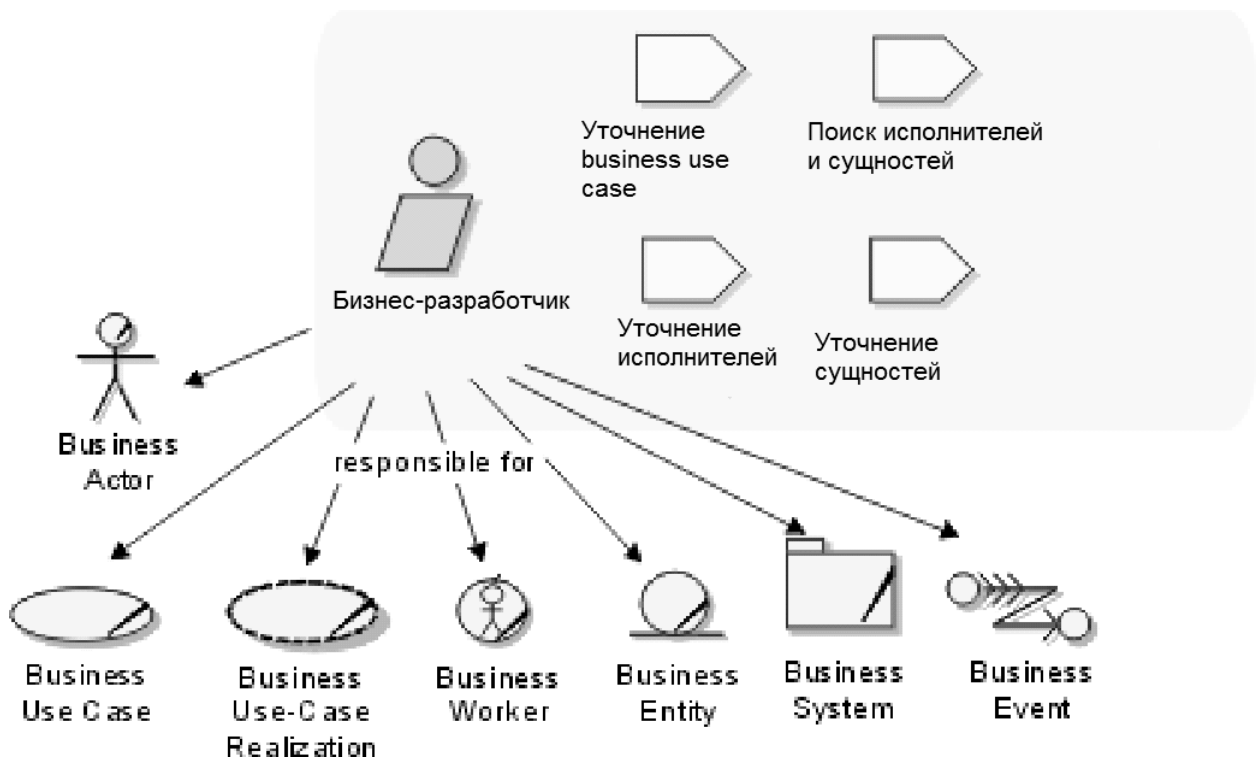 Уточнение
business use
case
Поиск исполнителей
и сущностей
Бизнес-разработчик
Уточнение
исполнителей
Уточнение
сущностей
Business
Actor
responsible for
Business
Use Case
Business
Use-Case
Realization
Business
Worker
Business
Entity
Business
System
Business
Event